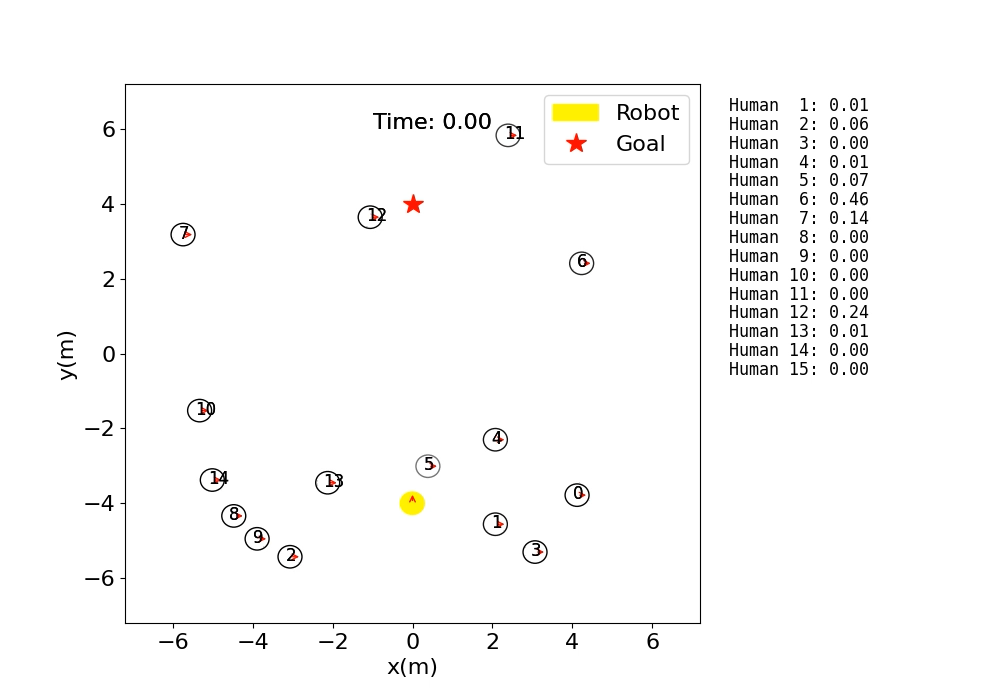 Time: 0.00
Robot
Goal
6
4
2
0
−2
−4
−6
y(m)
11
12
7
6
10
4
5
14
13
0
8
1
9
2
3
−6
−4
−2
0
2
4
6
x(m)
Human  1: 0.01
Human  2: 0.06
Human  3: 0.00
Human  4: 0.01
Human  5: 0.07
Human  6: 0.46
Human  7: 0.14
Human  8: 0.00
Human  9: 0.00
Human 10: 0.00
Human 11: 0.00
Human 12: 0.24
Human 13: 0.01
Human 14: 0.00
Human 15: 0.00